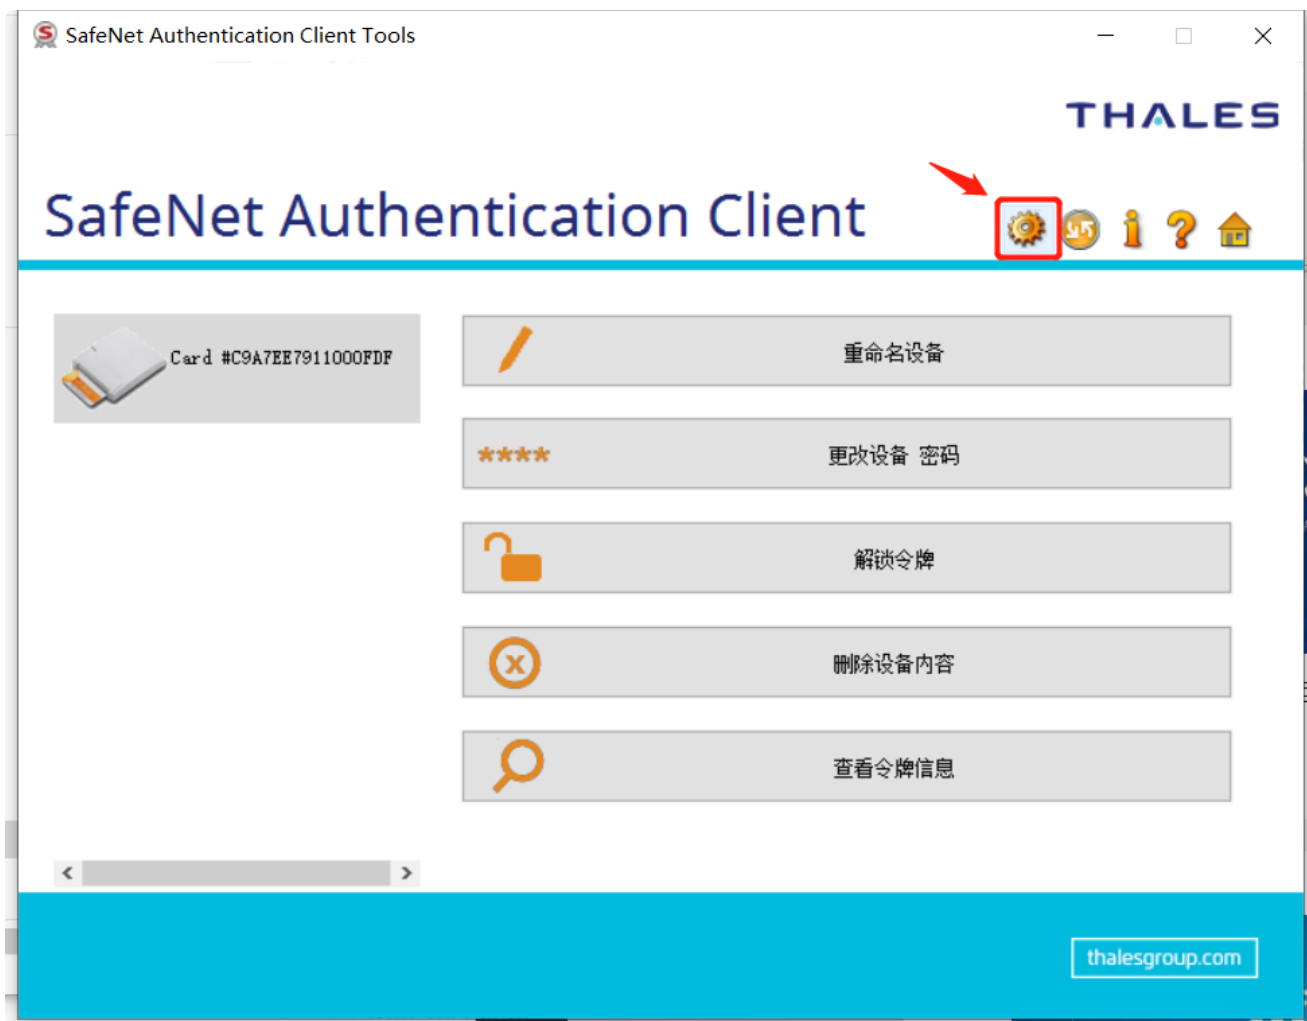 SafeNet Authentication Client Tools
THALES
SafeNet Authentication Client
Card #C9A7EE7911000FDF
重命名设备
****
更改设备 密码
解锁令牌
删除设备内容
查看令牌信息
thalesgroup.com